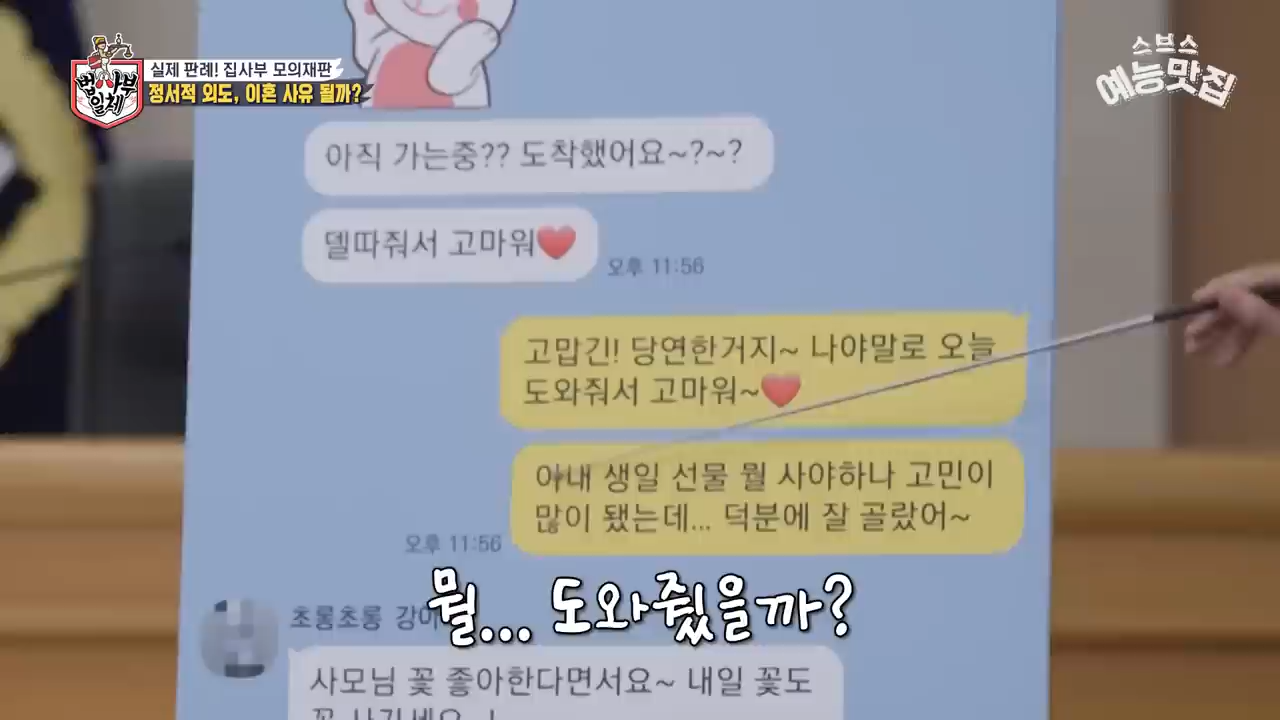 법사부일체
실제 판례! 집사부 모의재판
정서적 외도, 이혼 사유 될까?
스브스
예능맛집
아직 가는중?? 도착했어요~?~?
델따줘서 고마워❤️
오후 11:56
고맙긴! 당연한거지~ 나야말로 오늘
도와줘서 고마워~❤️
아내 생일 선물 뭘 사야하나 고민이
많이 됐는데... 덕분에 잘 골랐어~
오후 11:56
초롱초롱
뭘... 도와줬을까?
사모님 꽃 좋아한다면서요~ 내일 꽃도